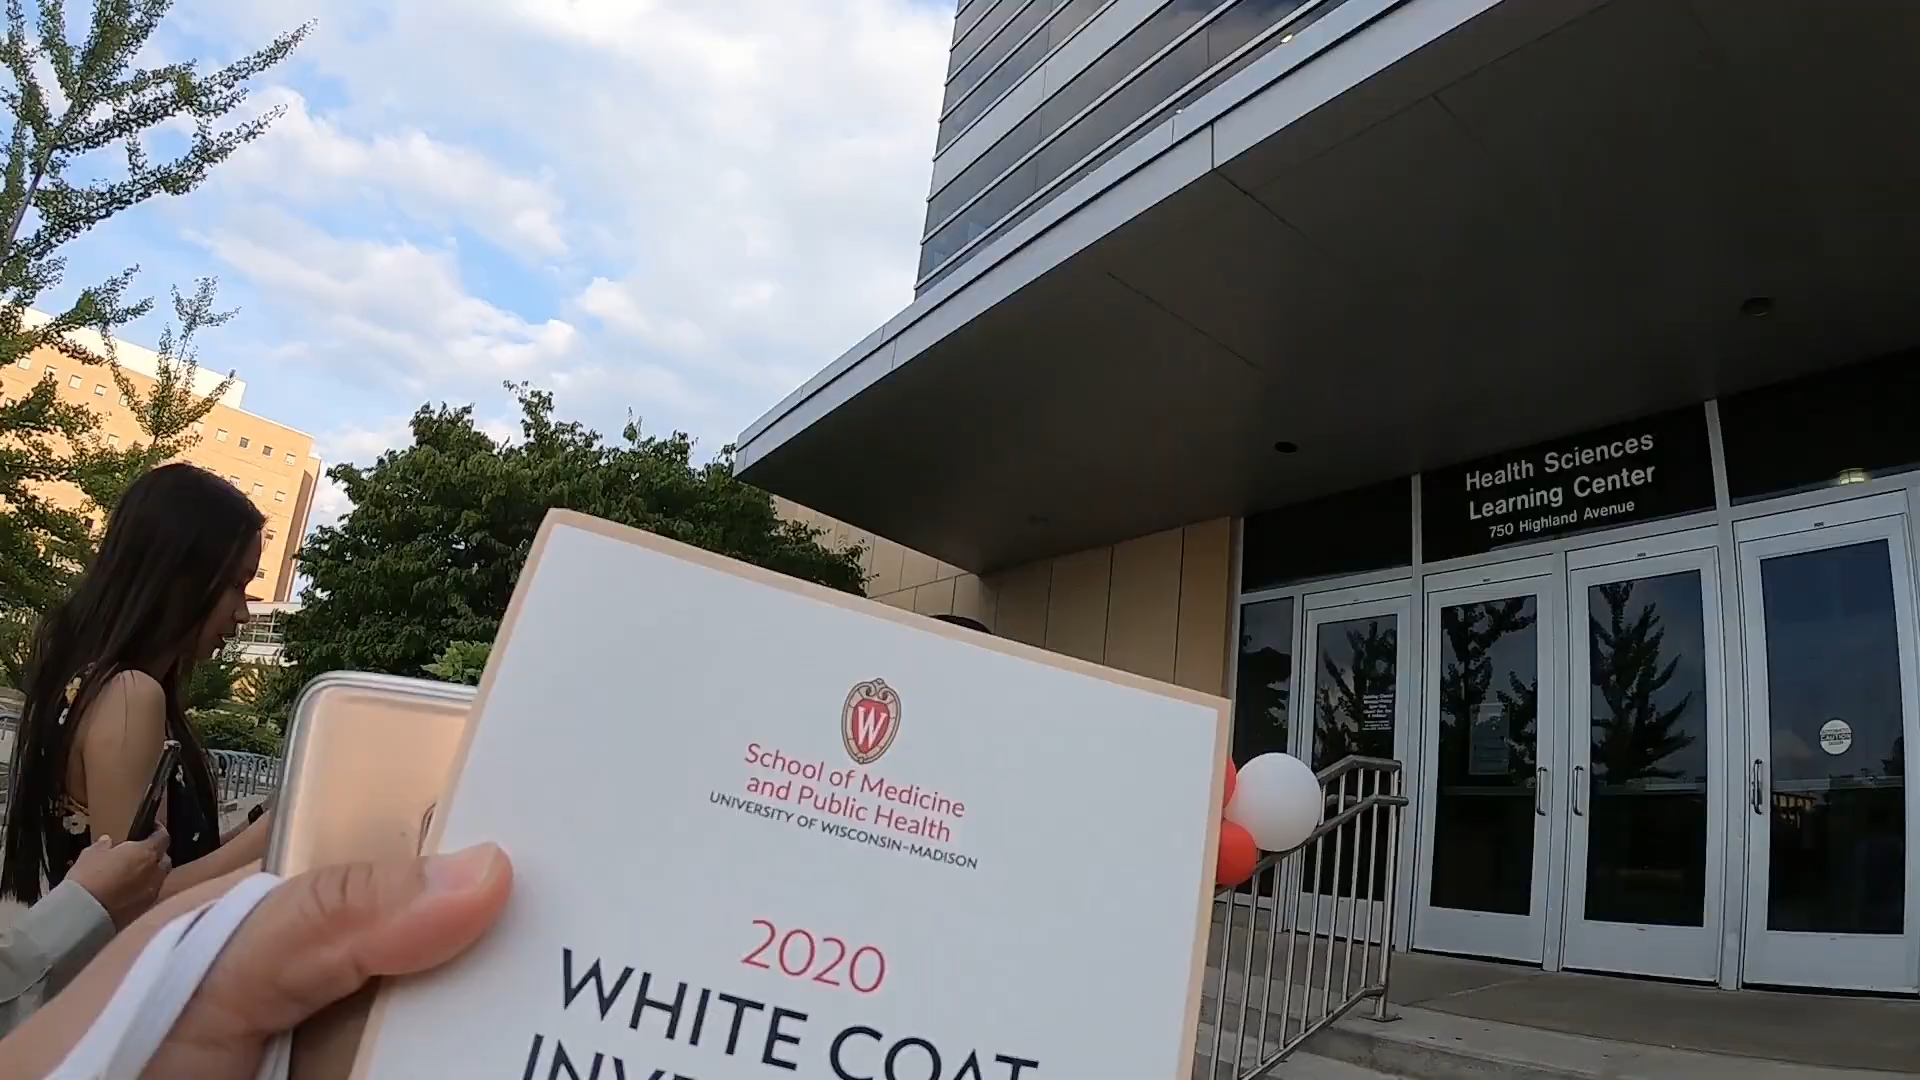 Health Sciences
Learning Center
750 Highland Avenue
W
School of Medicine
and Public Health
UNIVERSITY OF WISCONSIN-MADISON
2020
WHITE COAT
CAUTION